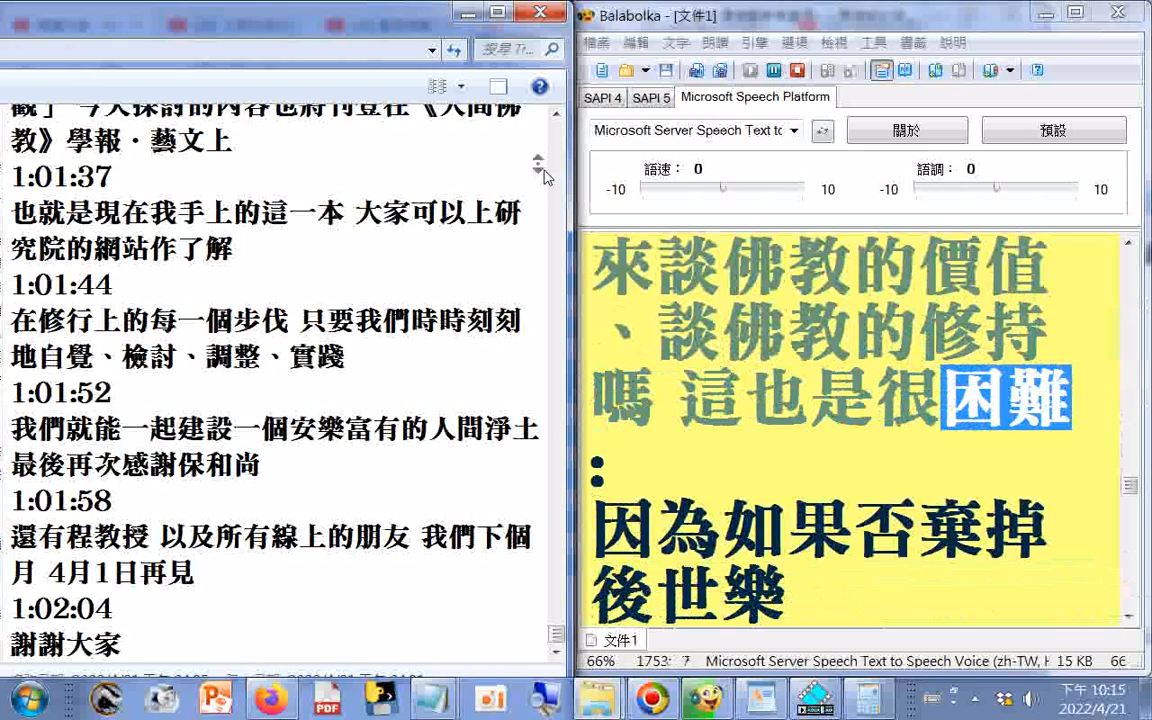 搜尋 Ti...
觀」 今天探討的內容也將刊登在《人間佛
教》學報・藝文上
1:01:37
也就是現在我手上的這一本 大家可以上研
究院的網站作了解
1:01:44
在修行上的每一個步伐 只要我們時時刻刻
地自覺、檢討、調整、實踐
1:01:52
我們就能一起建設一個安樂富有的人間淨土
最後再次感謝保和尚
1:01:58
還有程教授 以及所有線上的朋友 我們下個
月 4月1日再見
1:02:04
謝謝大家
Balabolka - [文件1]
檔案 編輯 文字 朗讀 引擎 選項 檢視 工具 書籤 說明
SAPI 4 SAPI 5 Microsoft Speech Platform
Microsoft Server Speech Text to
關於 預設
語速： 0 語調： 0
-10 10 -10 10
來談佛教的價值
、談佛教的修持
嗎 這也是很困難
:
因為如果否棄掉
後世樂
文件1
66% 1753: 7 Microsoft Server Speech Text to Speech Voice (zh-TW, H 15 KB 66
PDF
下午 10:15
2022/4/21